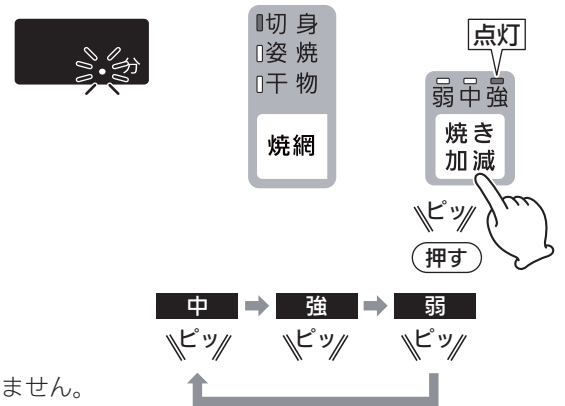 分
切 身
姿 焼
干 物
焼網
点灯
弱 中 強
焼き
加減
ピッ
押す
中 強 弱
ピッ ピッ ピッ
ません。